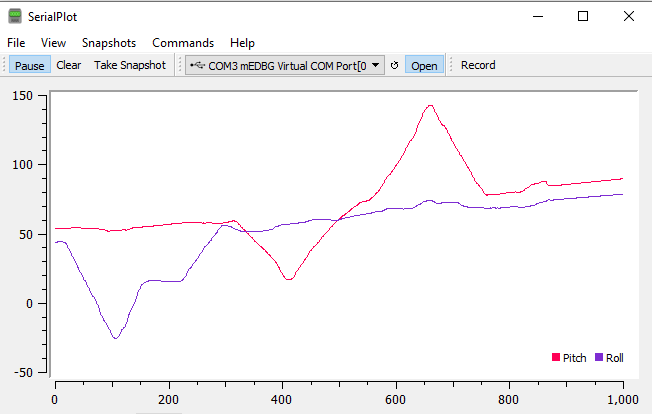 SerialPlot
File View Snapshots Commands Help
Pause Clear Take Snapshot COM3 mEDBG Virtual COM Port[0 Open Record
150
100
50
0
-50
Pitch Roll
0 200 400 600 800 1,000